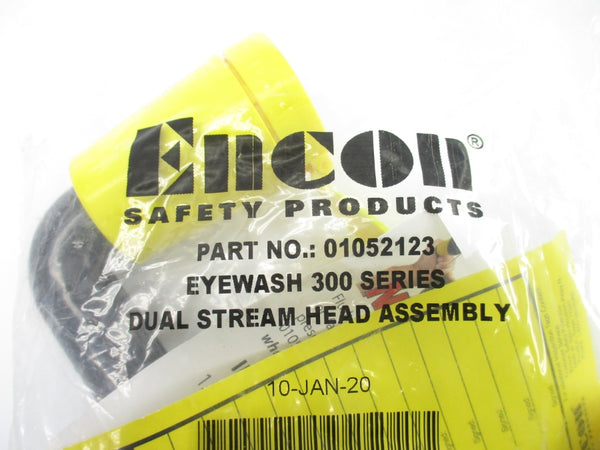 Encon®
SAFETY PRODUCTS
PART NO.: 01052123
EYEWASH 300 SERIES
DUAL STREAM HEAD ASSEMBLY
10-JAN-20